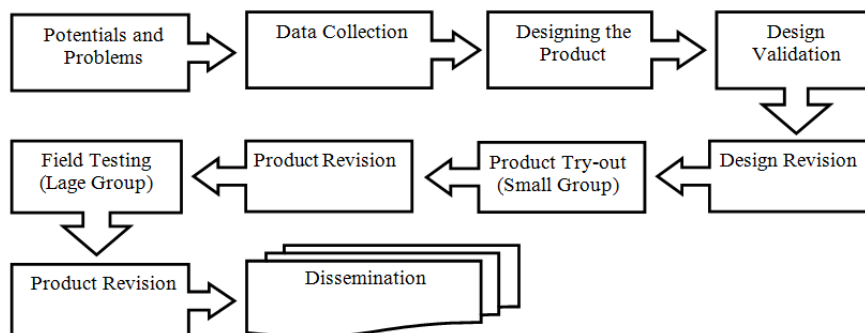 Potentials and
Problems
Data Collection
Designing the
Product
Design
Validation
Design Revision
Product Try-out
(Small Group)
Product Revision
Field Testing
(Lage Group)
Product Revision
Dissemination